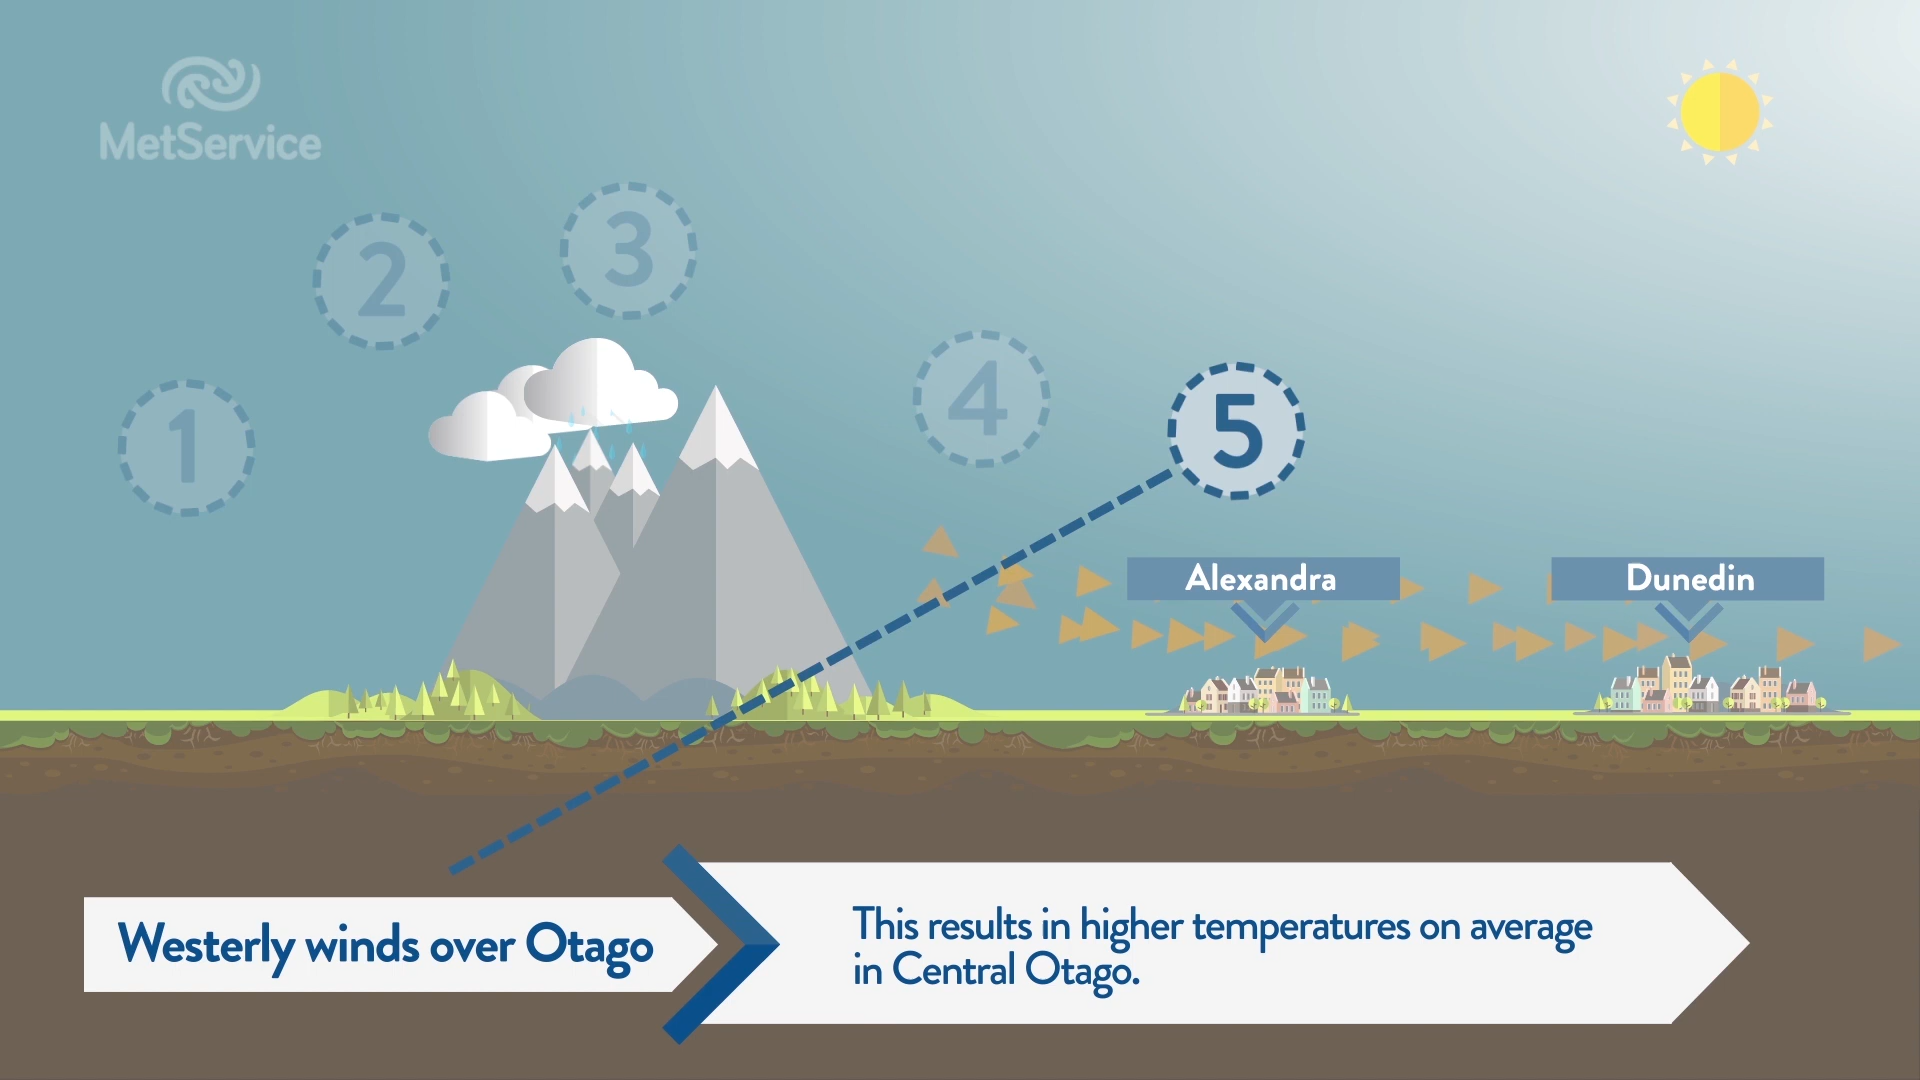 MetService
1
2
3
4
5
Alexandra
Dunedin
Westerly winds over Otago
This results in higher temperatures on average
in Central Otago.